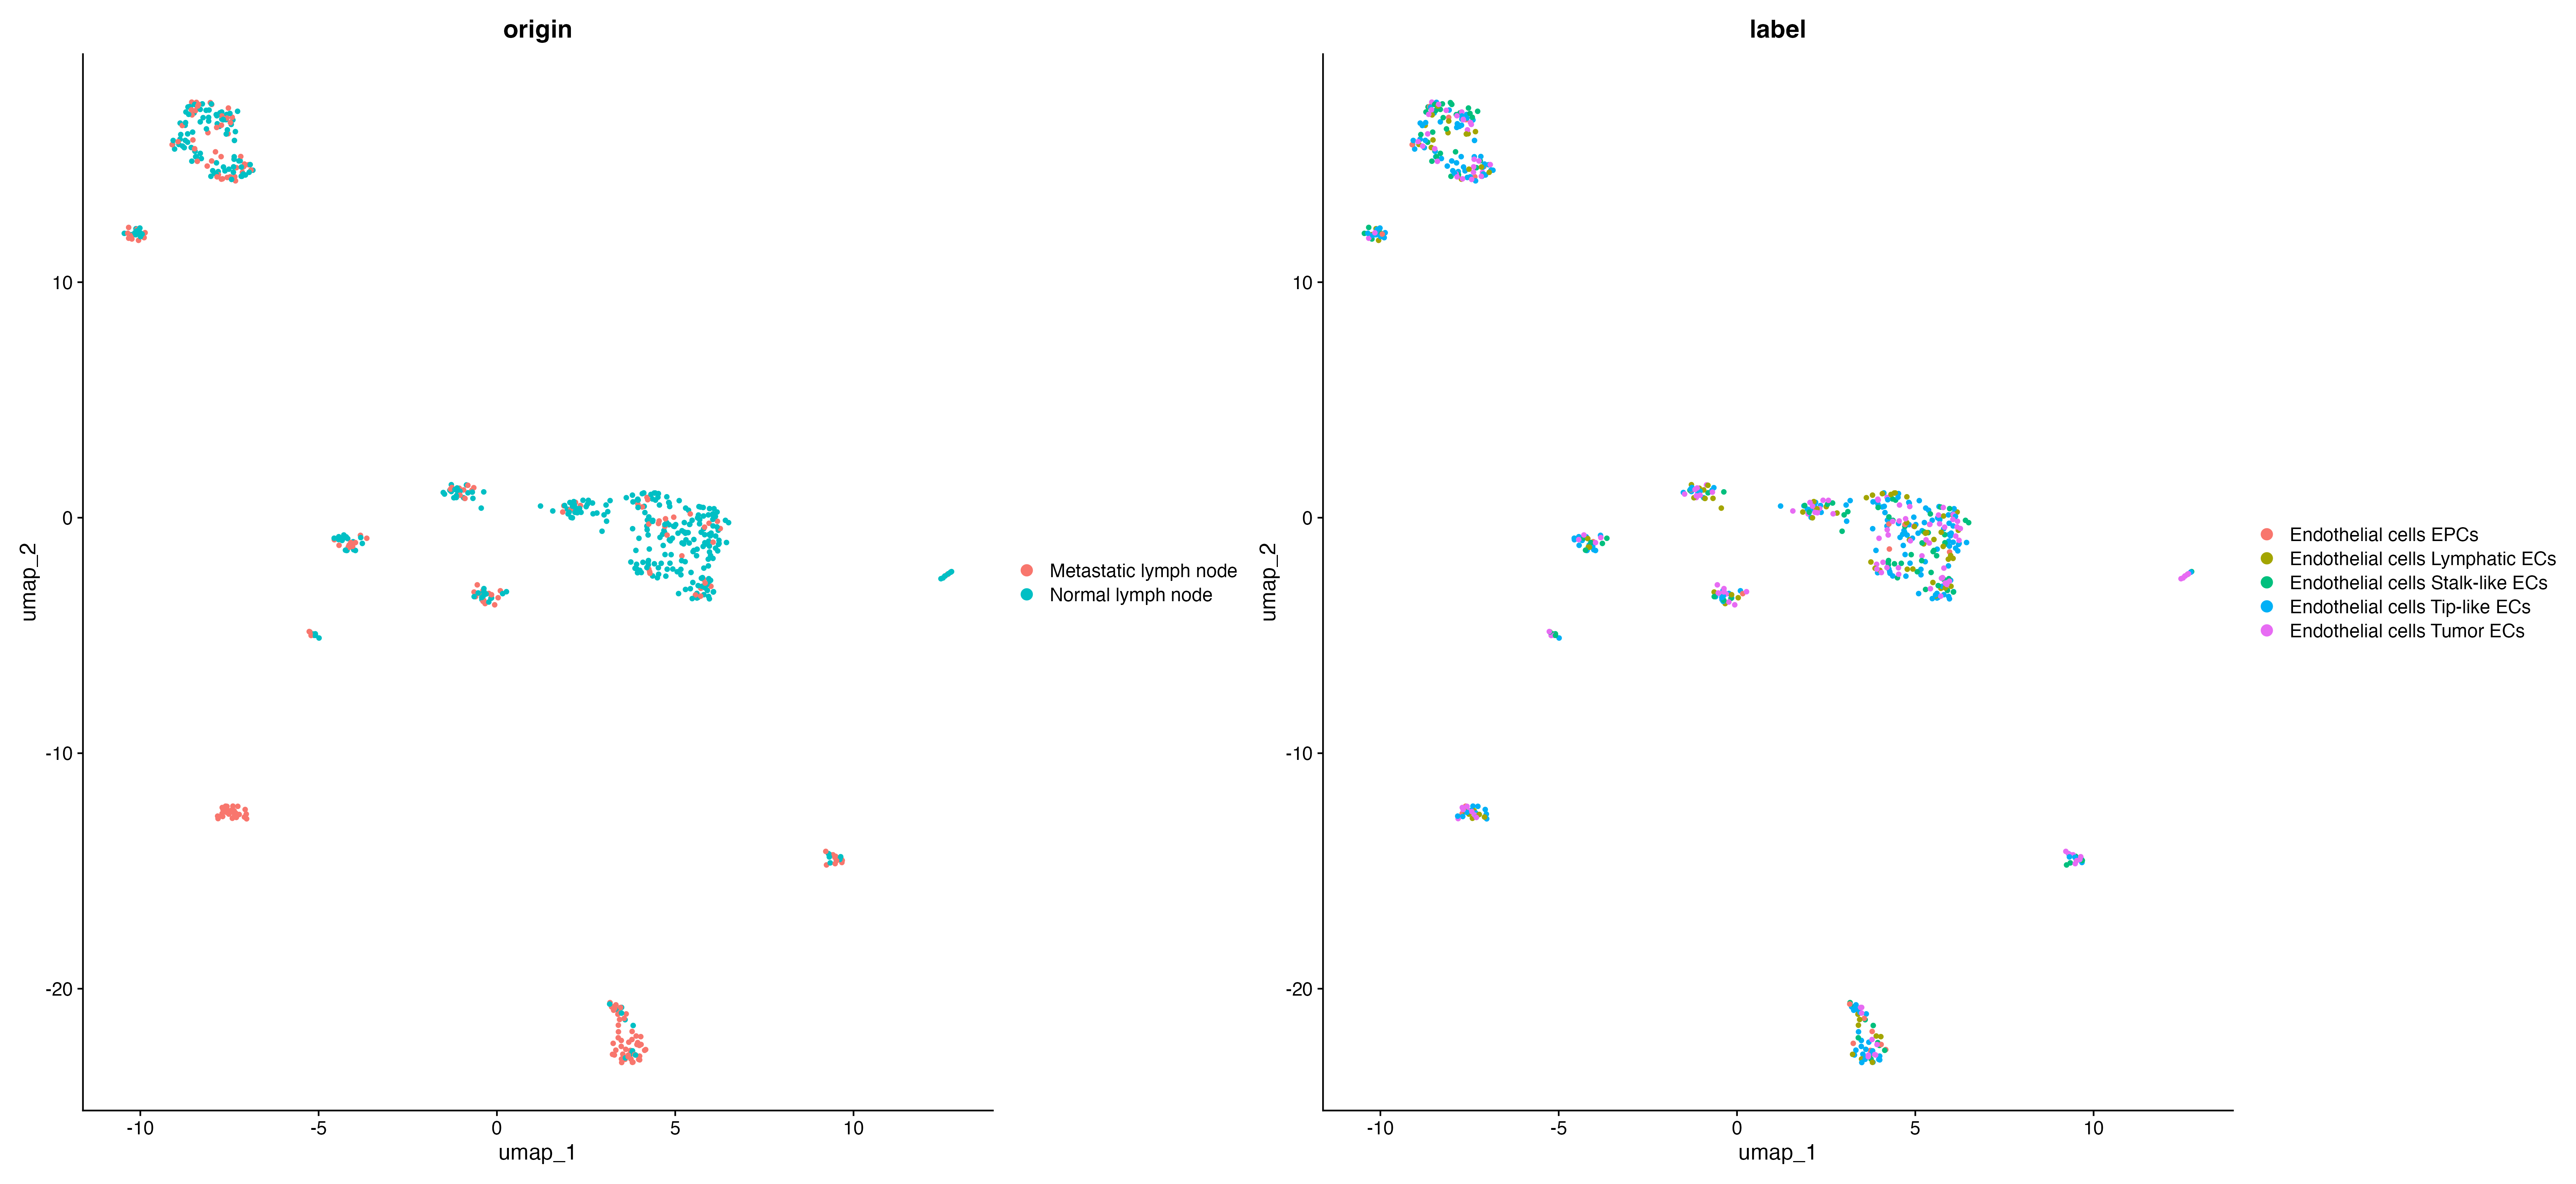 origin
10
0
-10
-20
umap_2
-10
-5
0
5
10
umap_1
Metastatic lymph node
Normal lymph node
label
10
0
-10
-20
umap_2
-10
-5
0
5
10
umap_1
Endothelial cells EPCs
Endothelial cells Lymphatic ECs
Endothelial cells Stalk-like ECs
Endothelial cells Tip-like ECs
Endothelial cells Tumor ECs